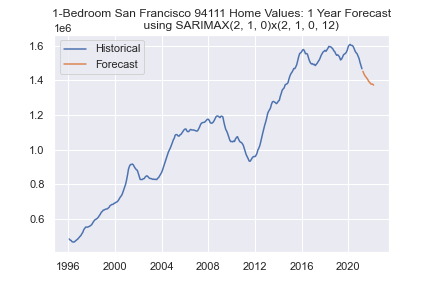 1-Bedroom San Francisco 94111 Home Values: 1 Year Forecast
using SARIMAX(2, 1, 0)x(2, 1, 0, 12)
1e6
Historical
Forecast
1.6
1.4
1.2
1.0
0.8
0.6
1996 2000 2004 2008 2012 2016 2020